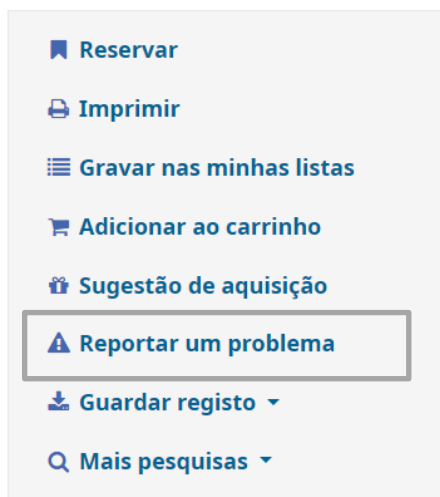 Reservar
Imprimir
Gravar nas minhas listas
Adicionar ao carrinho
Sugestão de aquisição
Reportar um problema
Guardar registo
Mais pesquisas